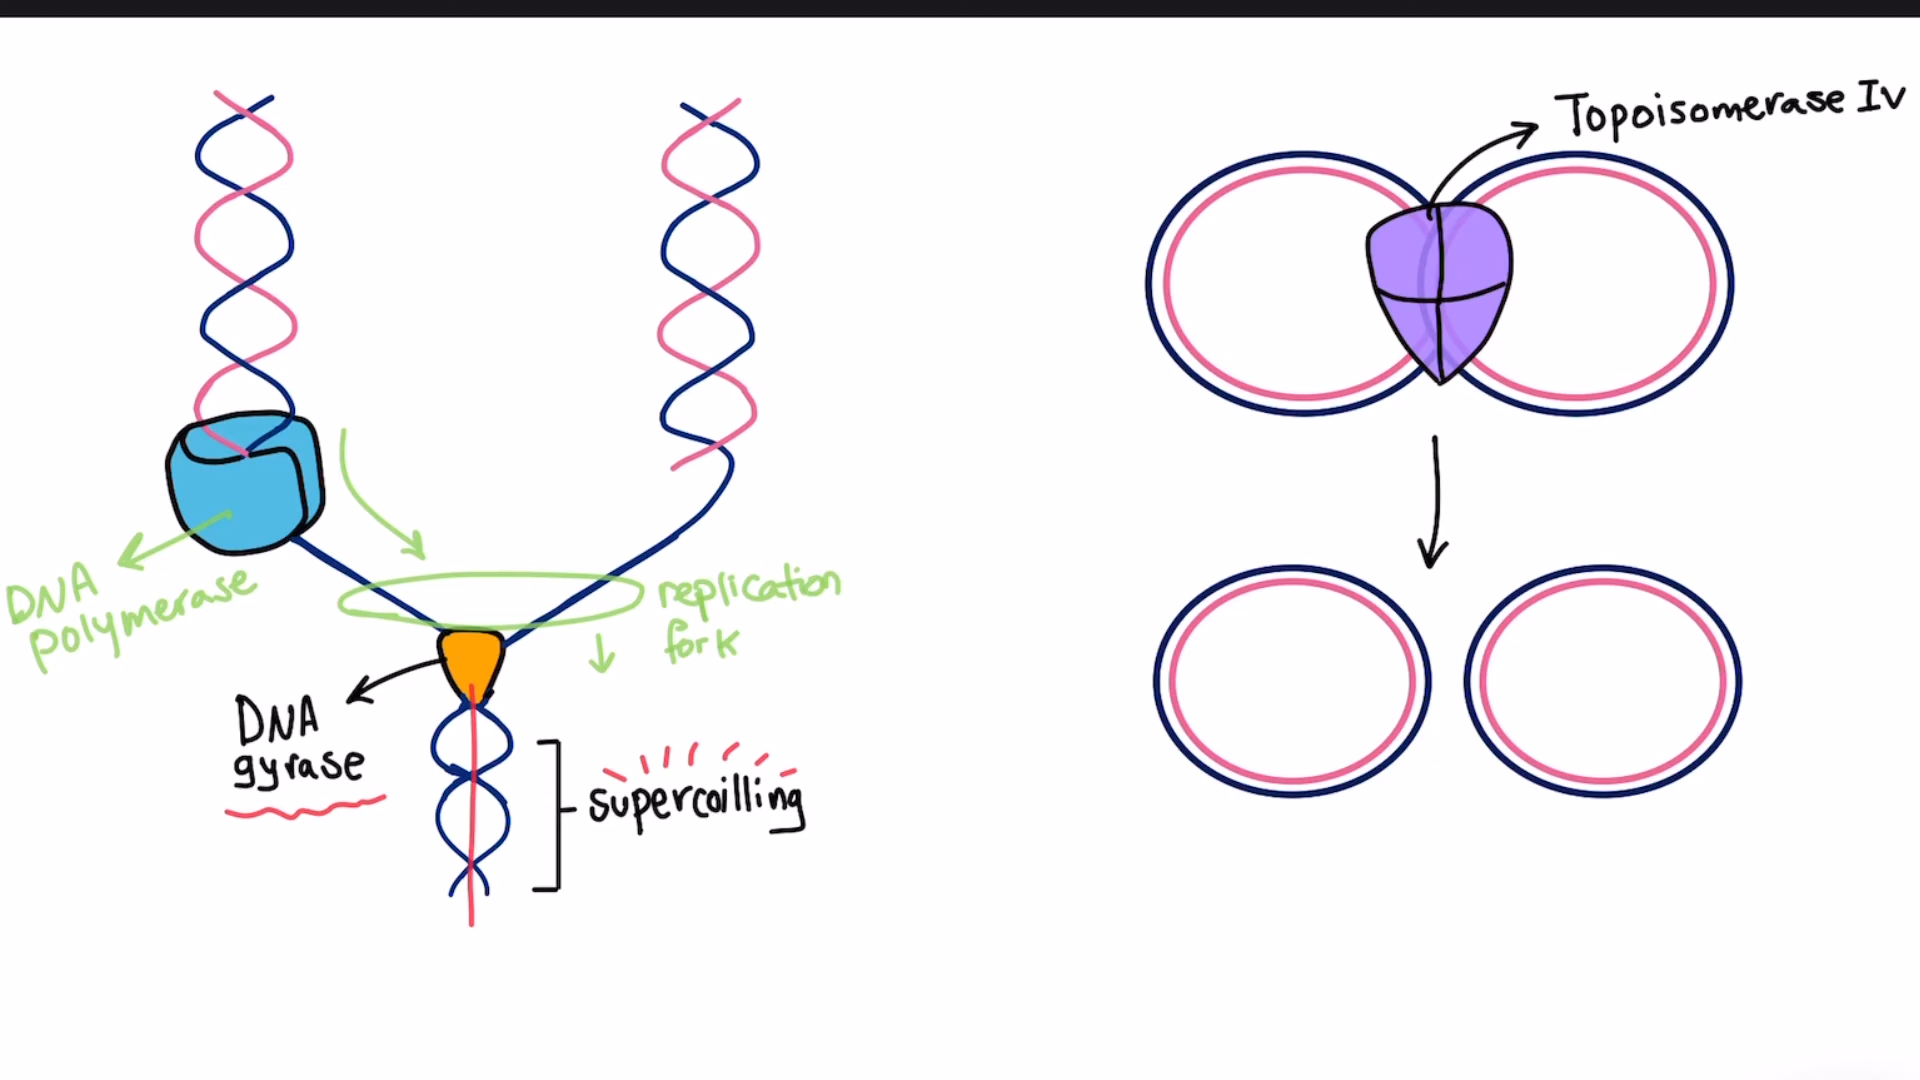 Topoisomerase IV
DNA
polymerase
replication
fork
DNA
gyrase
supercoilling